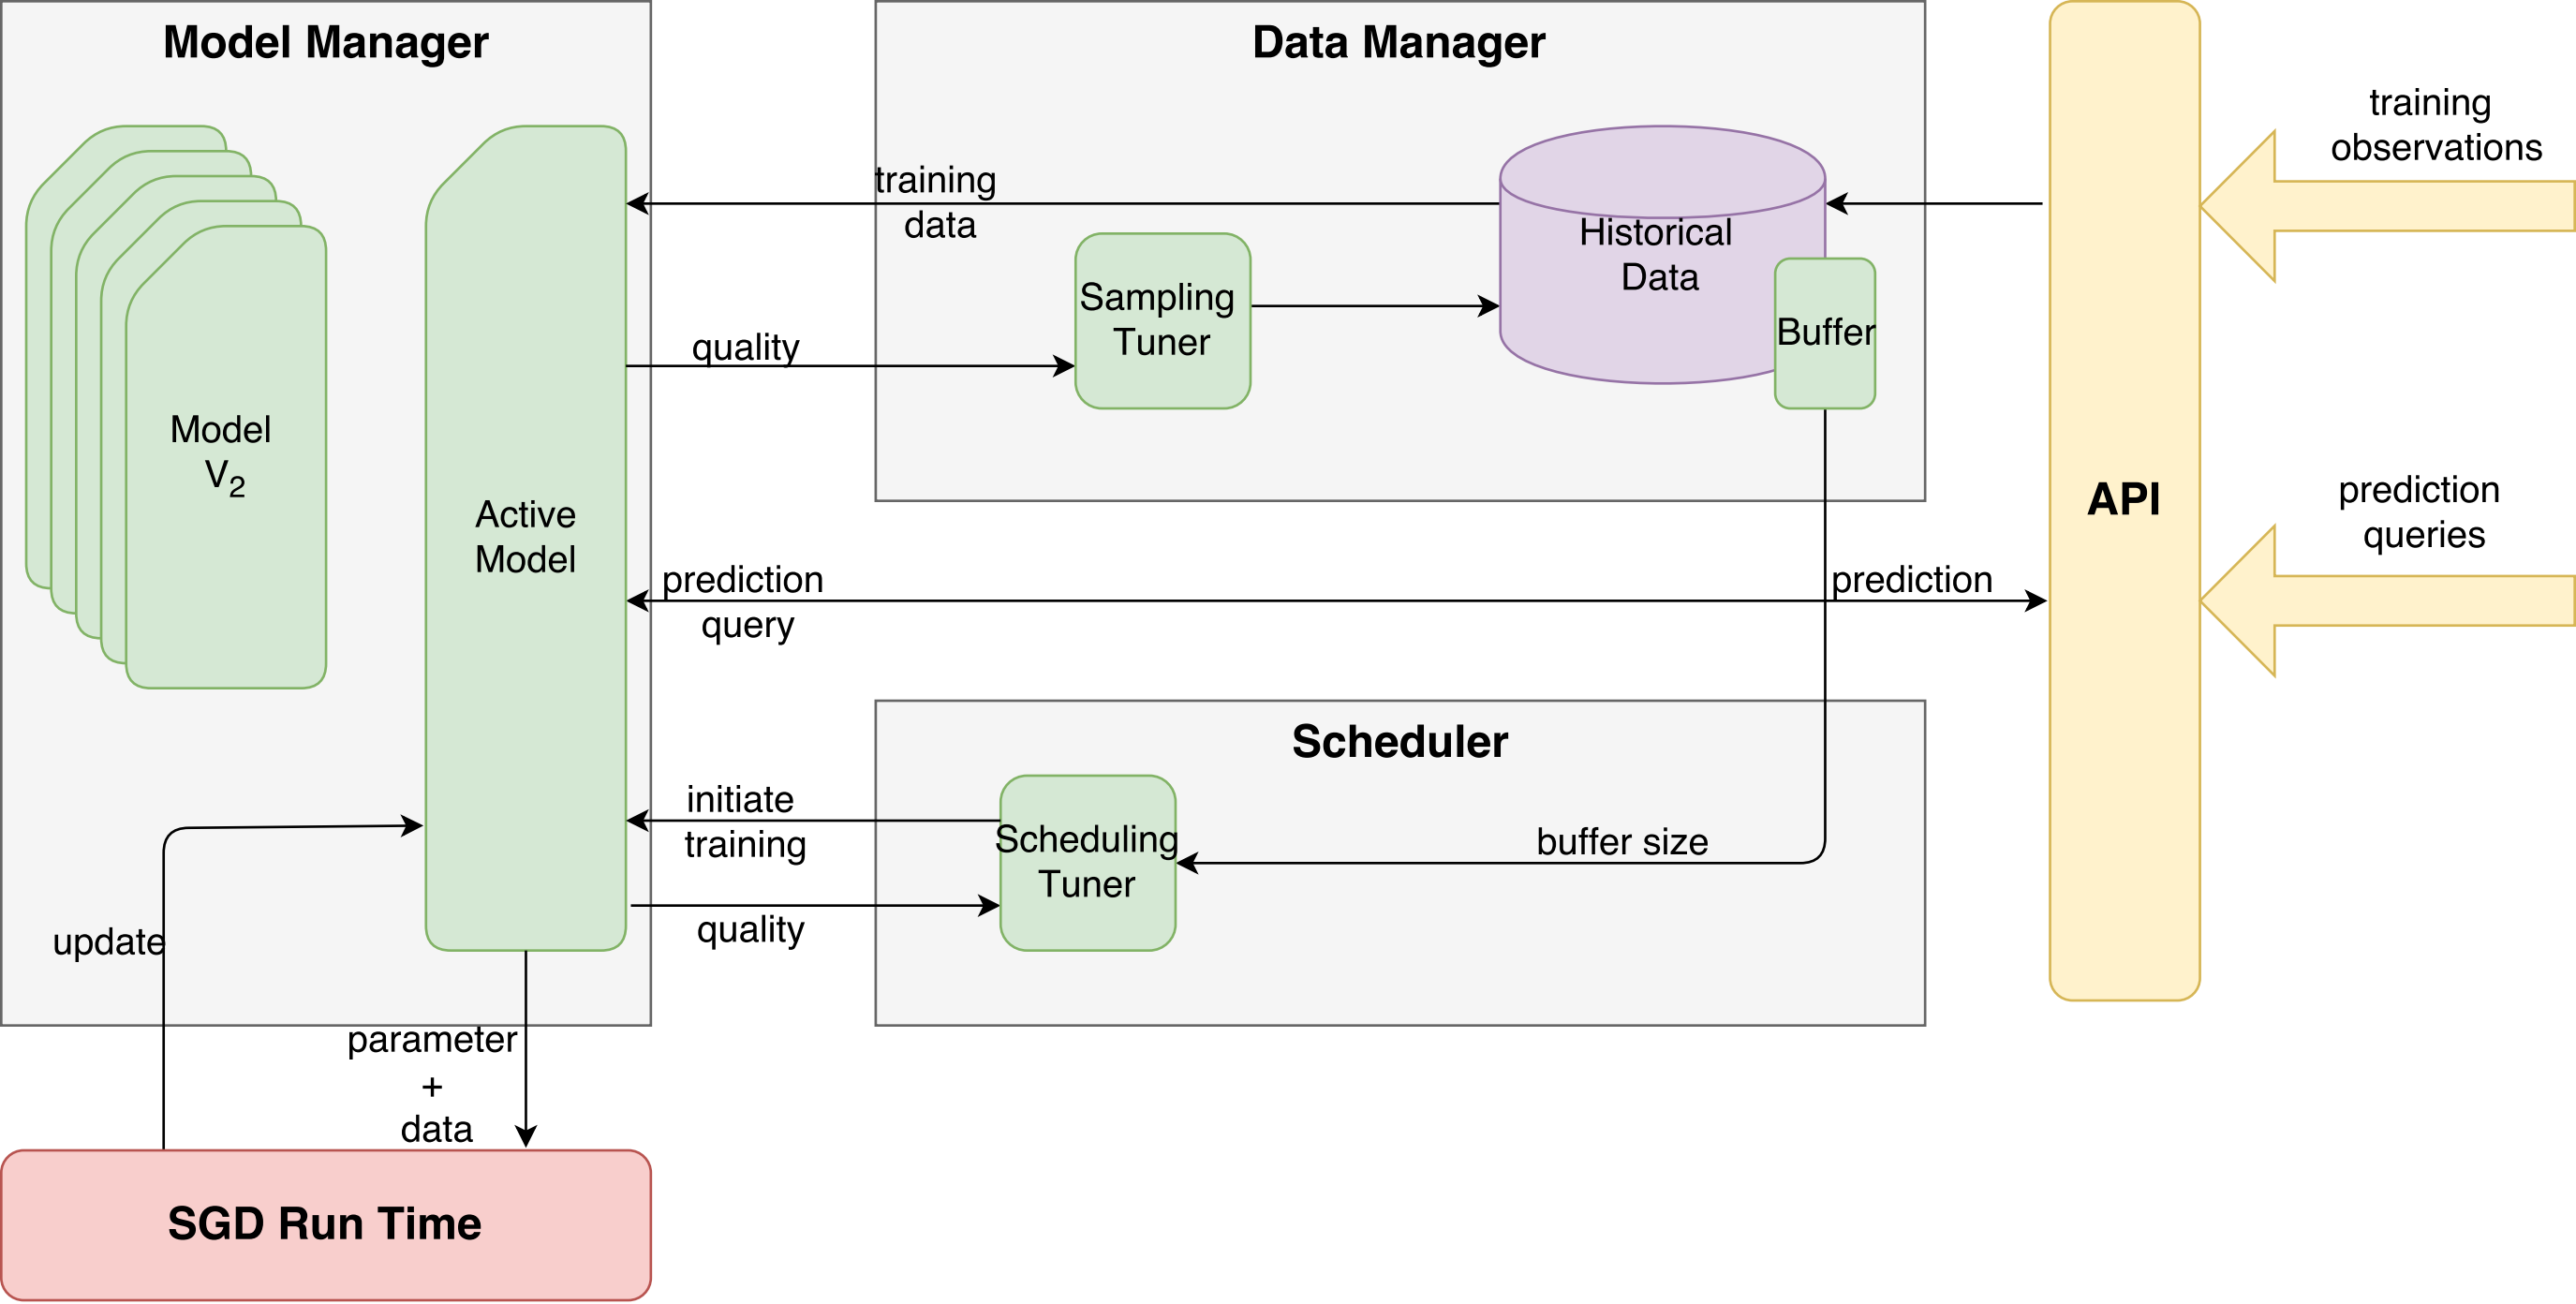 Model Manager
Data Manager
training
observations
training
data
Historical
Data
Sampling
Tuner
Buffer
quality
Model
V2
Active
Model
API
prediction
queries
prediction
query
prediction
Scheduler
initiate
training
Scheduling
Tuner
buffer size
quality
update
parameter
+
data
SGD Run Time